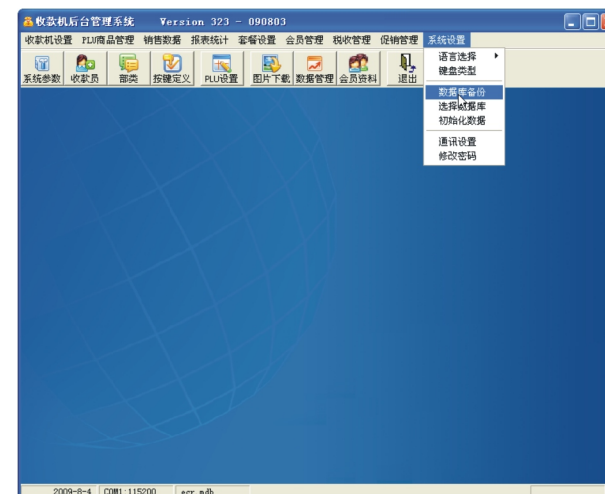 收款机后台管理系统 Version 323 - 090803
收款机设置 PLU商品管理 销售数据 报表统计 套餐设置 会员管理 税收管理 促销管理 系统设置
系统参数 收款员 部类 按键定义 PLU设置 图片下载 数据管理 会员资料 退出
语言选择
键盘类型
数据库备份
选择数据库
初始化数据
通讯设置
修改密码
2009-8-4 COM1:115200 ecr.mdb